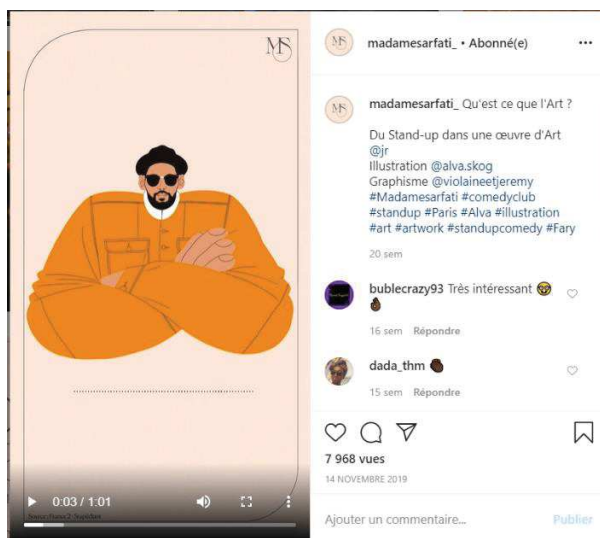 MS
MS
madamesarfati_ • Abonné(e)
MS
madamesarfati_ Qu'est ce que l'Art ?
Du Stand-up dans une œuvre d'Art
@jr
Illustration @alva.skog
Graphisme @violaineetjeremy
#Madamesarfati #comedyclub
#standup #Paris #Alva #illustration
#art #artwork #standupcomedy #Fary
20 sem
bublecrazy93 Très intéressant
16 sem Répondre
dada_thm
15 sem Répondre
7 968 vues
14 NOVEMBRE 2019
0:03 / 1:01
Ajouter un commentaire... Publier